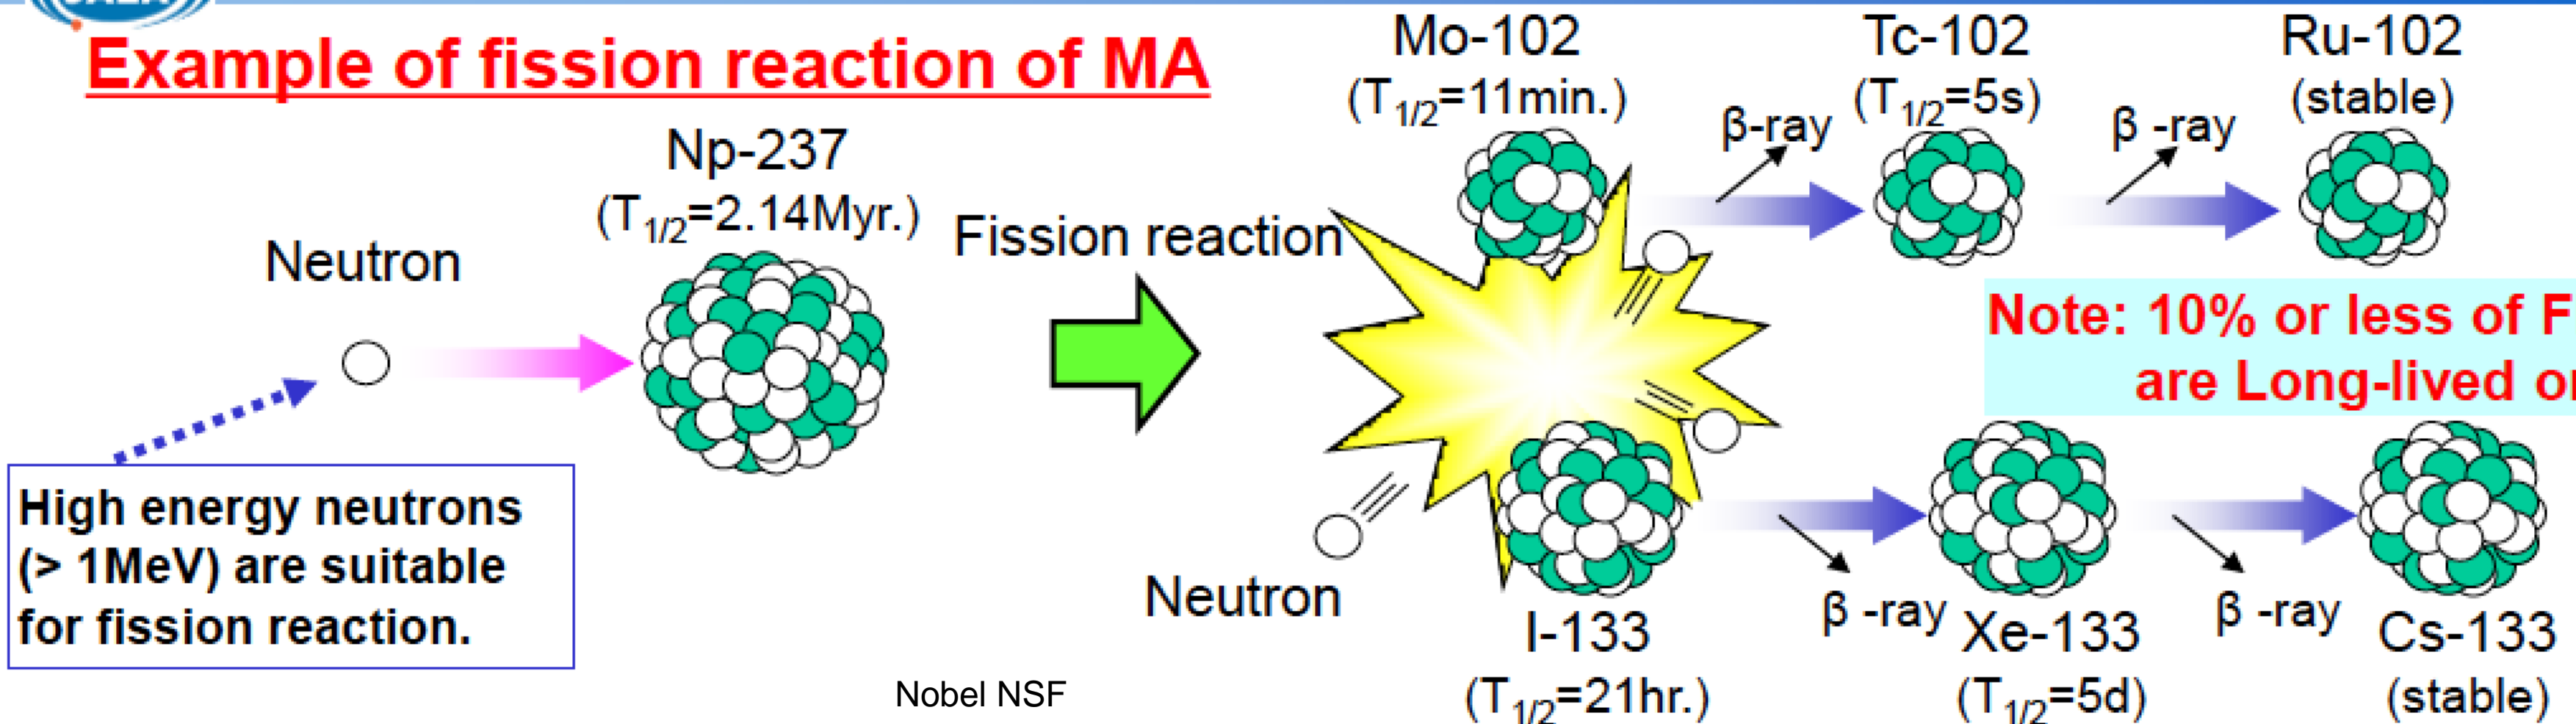 Example of fission reaction of MA
Neutron
Np-237
(T1/2=2.14Myr.)
Fission reaction
High energy neutrons
(> 1MeV) are suitable
for fission reaction.
Mo-102
(T1/2=11min.)
β-ray
Tc-102
(T1/2=5s)
β -ray
Ru-102
(stable)
Note: 10% or less of F
are Long-lived
Neutron
I-133
(T1/2=21hr.)
β -ray
Xe-133
(T1/2=5d)
β -ray
Cs-133
(stable)
Nobel NSF